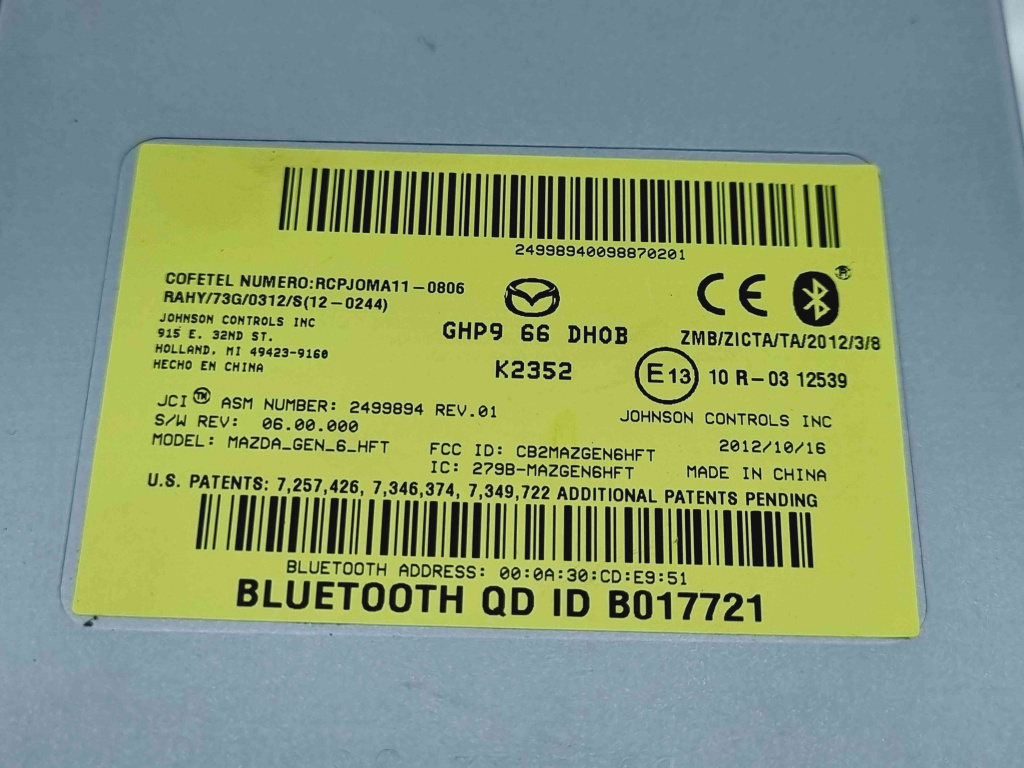 24998940098870201
COFETEL NUMERO:RCPJOMA11-0806
RAHY/73G/0312/S(12-0244)
JOHNSON CONTROLS INC
915 E. 32ND ST.
HOLLAND, MI 49423-9160
HECHO EN CHINA
GHP9 66 DH0B
K2352
CE
®
ZMB/ZICTA/TA/2012/3/8
E13 10 R-03 12539
JCI™ ASM NUMBER: 2499894 REV.01
S/W REV: 06.00.000
MODEL: MAZDA_GEN_6_HFT
JOHNSON CONTROLS INC
2012/10/16
FCC ID: CB2MAZGEN6HFT
IC: 279B-MAZGEN6HFT
MADE IN CHINA
U.S. PATENTS: 7,257,426, 7,346,374, 7,349,722 ADDITIONAL PATENTS PENDING
BLUETOOTH ADDRESS: 00:0A:30:CD:E9:51
BLUETOOTH QD ID B017721